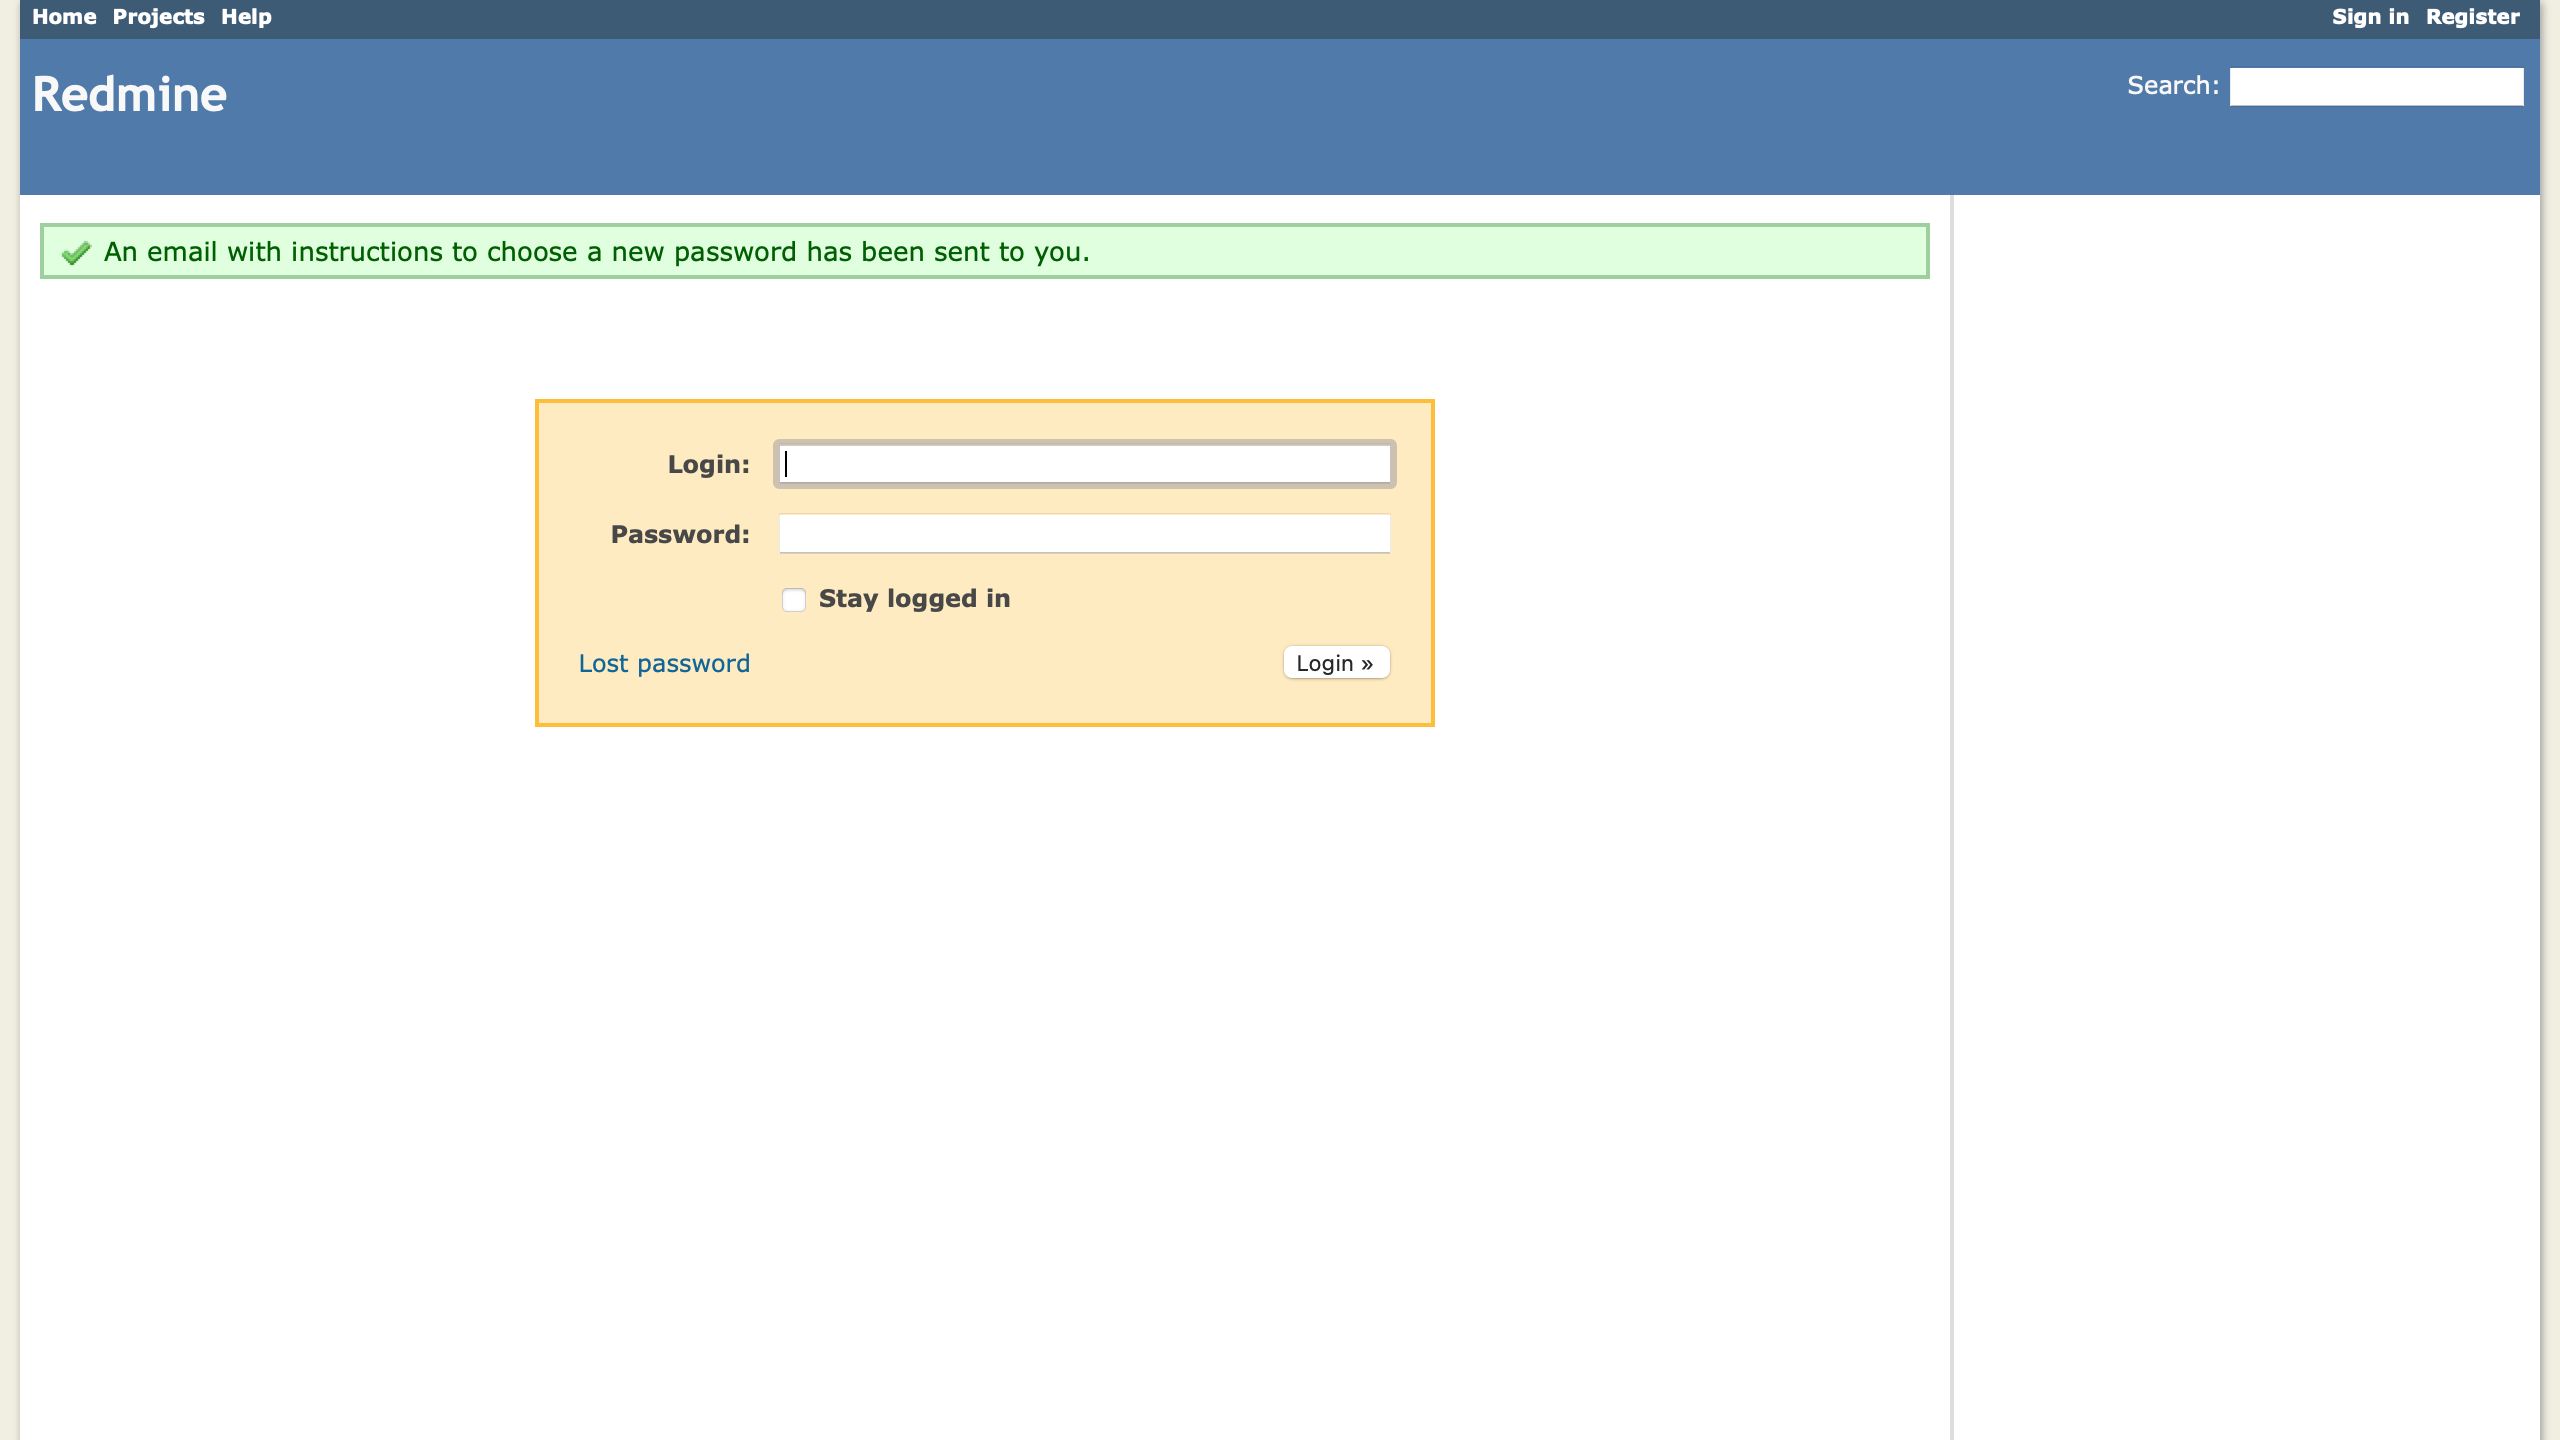 Home Projects Help Sign in Register
Redmine
Search:
An email with instructions to choose a new password has been sent to you.
Login:
Password:
Stay logged in
Lost password
Login »